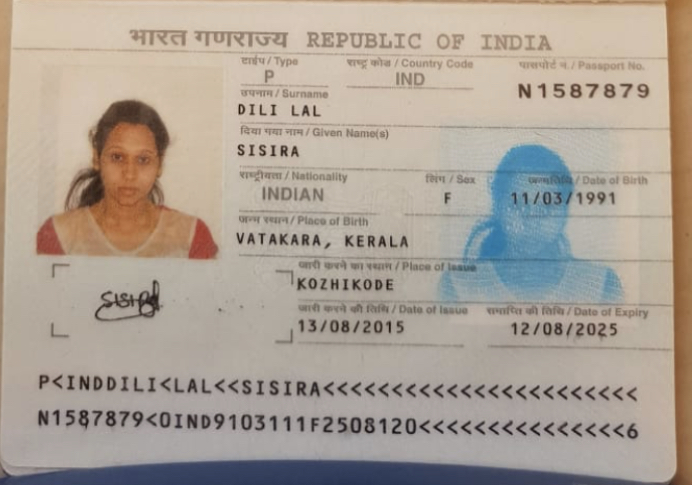 भारत गणराज्य REPUBLIC OF INDIA
टाईप / Type राष्ट्र कोड / Country Code पासपोर्ट नं. / Passport No.
P IND N1587879
उपनाम / Surname
DILI LAL
दिया गया नाम / Given Name(s)
SISIRA
राष्ट्रीयता / Nationality लिंग / Sex जन्मतिथि / Date of Birth
INDIAN F 11/03/1991
जन्म स्थान / Place of Birth
VATAKARA, KERALA
जारी करने का स्थान / Place of Issue
KOZHIKODE
जारी करने की तिथि / Date of Issue समाप्ति की तिथि / Date of Expiry
13/08/2015 12/08/2025
P<INDDILI<LAL<<SISIRA<<<<<<<<<<<<<<<<<<<<<<<
N1587879<0IND9103111F2508120<<<<<<<<<<<<<<<6